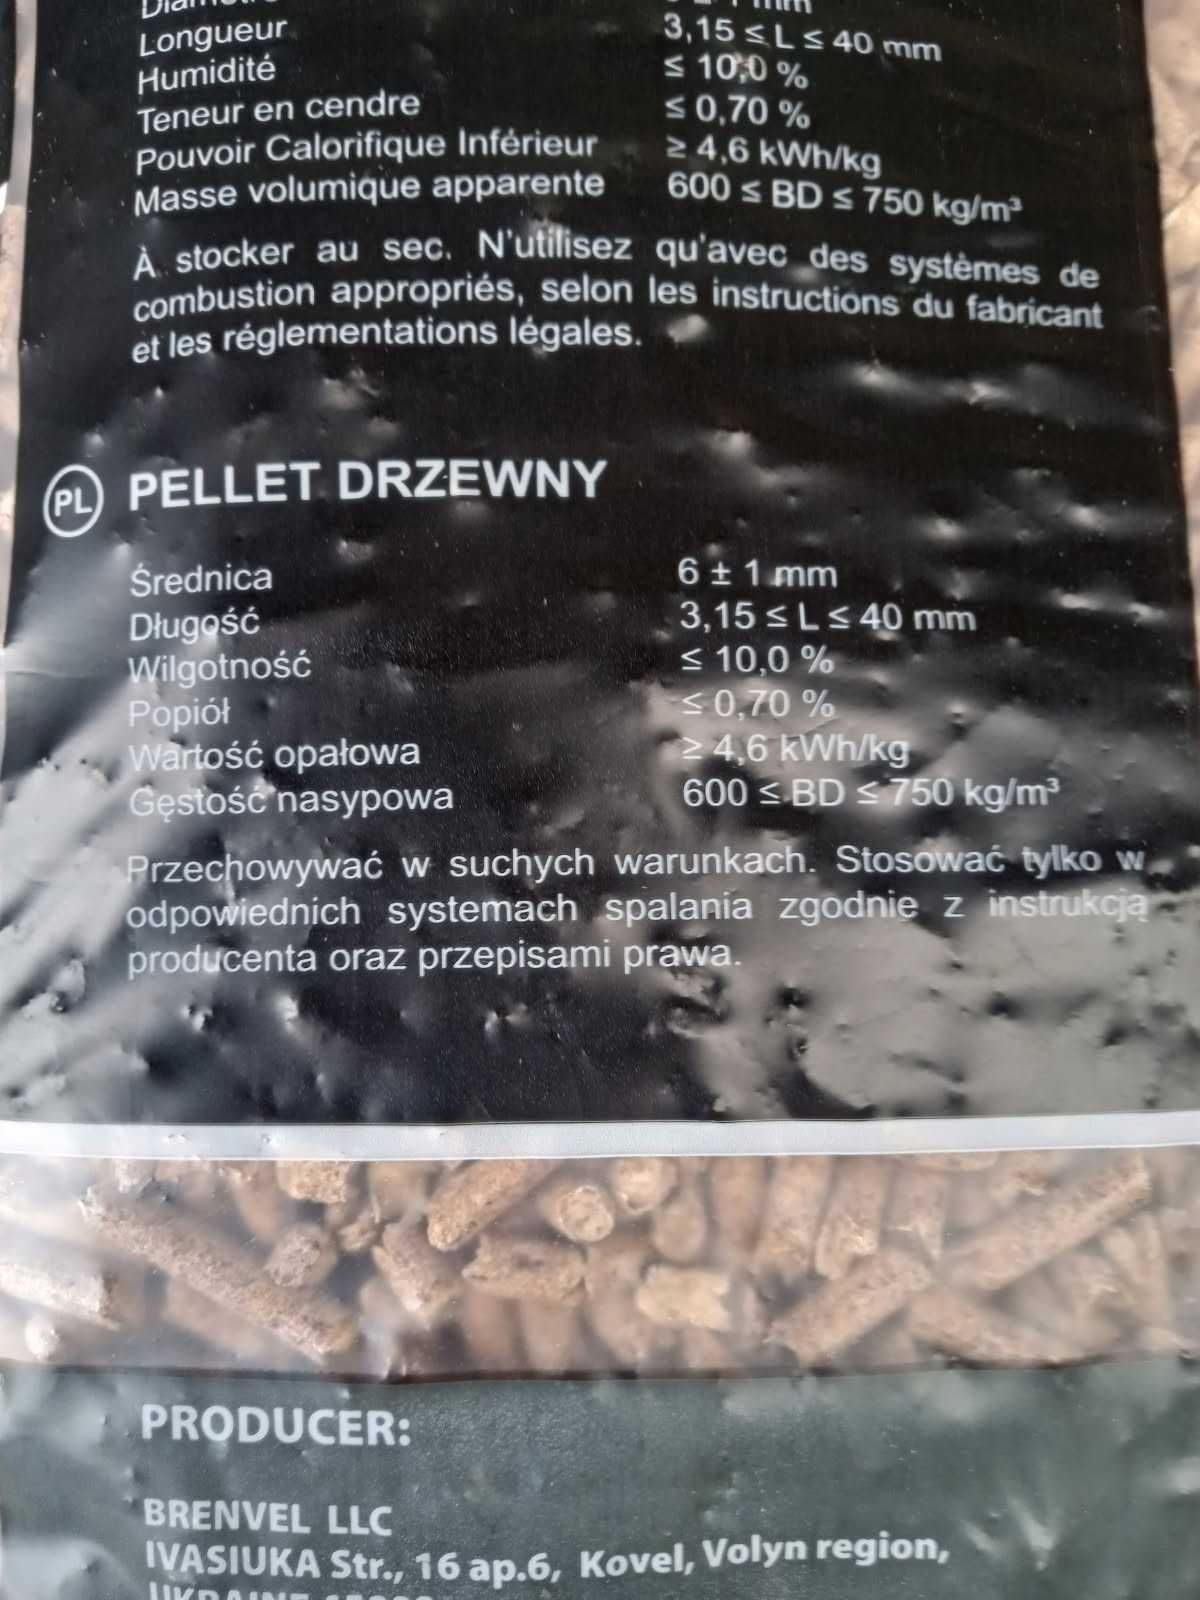 Longueur 3,15 ≤ L ≤ 40 mm
Humidité ≤ 10,0 %
Teneur en cendre ≤ 0,70 %
Pouvoir Calorifique Inférieur ≥ 4,6 kWh/kg
Masse volumique apparente 600 ≤ BD ≤ 750 kg/m³
À stocker au sec. N'utilisez qu'avec des systèmes de
combustion appropriés, selon les instructions du fabricant
et les réglementations légales.
PL PELLET DRZEWNY
Średnica 6 ± 1 mm
Długość 3,15 ≤ L ≤ 40 mm
Wilgotność ≤ 10,0 %
Popiół ≤ 0,70 %
Wartość opałowa ≥ 4,6 kWh/kg
Gęstość nasypowa 600 ≤ BD ≤ 750 kg/m³
Przechowywać w suchych warunkach. Stosować tylko w
odpowiednich systemach spalania zgodnie z instrukcją
producenta oraz przepisami prawa.
PRODUCER:
BRENVEL LLC
IVASIUKA Str., 16 ap.6, Kovel, Volyn region,
UKRAINE